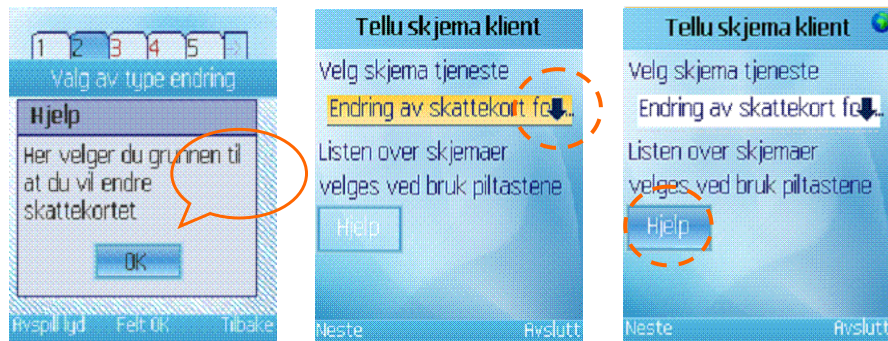 1 2 3 4 5
Valg av type endring
Hjelp
Her velger du grunnen til
at du vil endre
skattekortet
OK
Avspill lyd Felt OK Tilbake
Tellu skjema klient
Velg skjema tjeneste
Endring av skattekort fo...
Listen over skjemaer
velges ved bruk piltastene
Hjelp
Neste Avslutt
Tellu skjema klient
Velg skjema tjeneste
Endring av skattekort fo...
Listen over skjemaer
velges ved bruk piltastene
Hjelp
Neste Avslutt